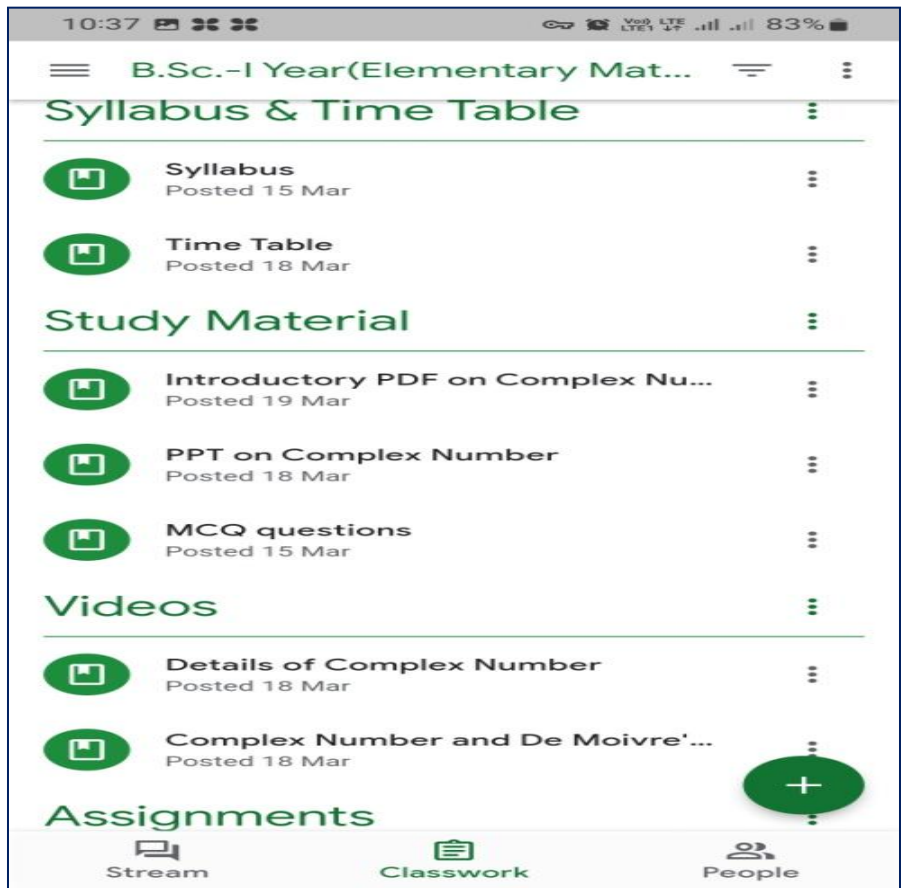 10:37 83%
B.Sc.-I Year(Elementary Mat...
Syllabus & Time Table
Syllabus
Posted 15 Mar
Time Table
Posted 18 Mar
Study Material
Introductory PDF on Complex Nu...
Posted 19 Mar
PPT on Complex Number
Posted 18 Mar
MCQ questions
Posted 15 Mar
Videos
Details of Complex Number
Posted 18 Mar
Complex Number and De Moivre'...
Posted 18 Mar
Assignments
Stream Classwork People